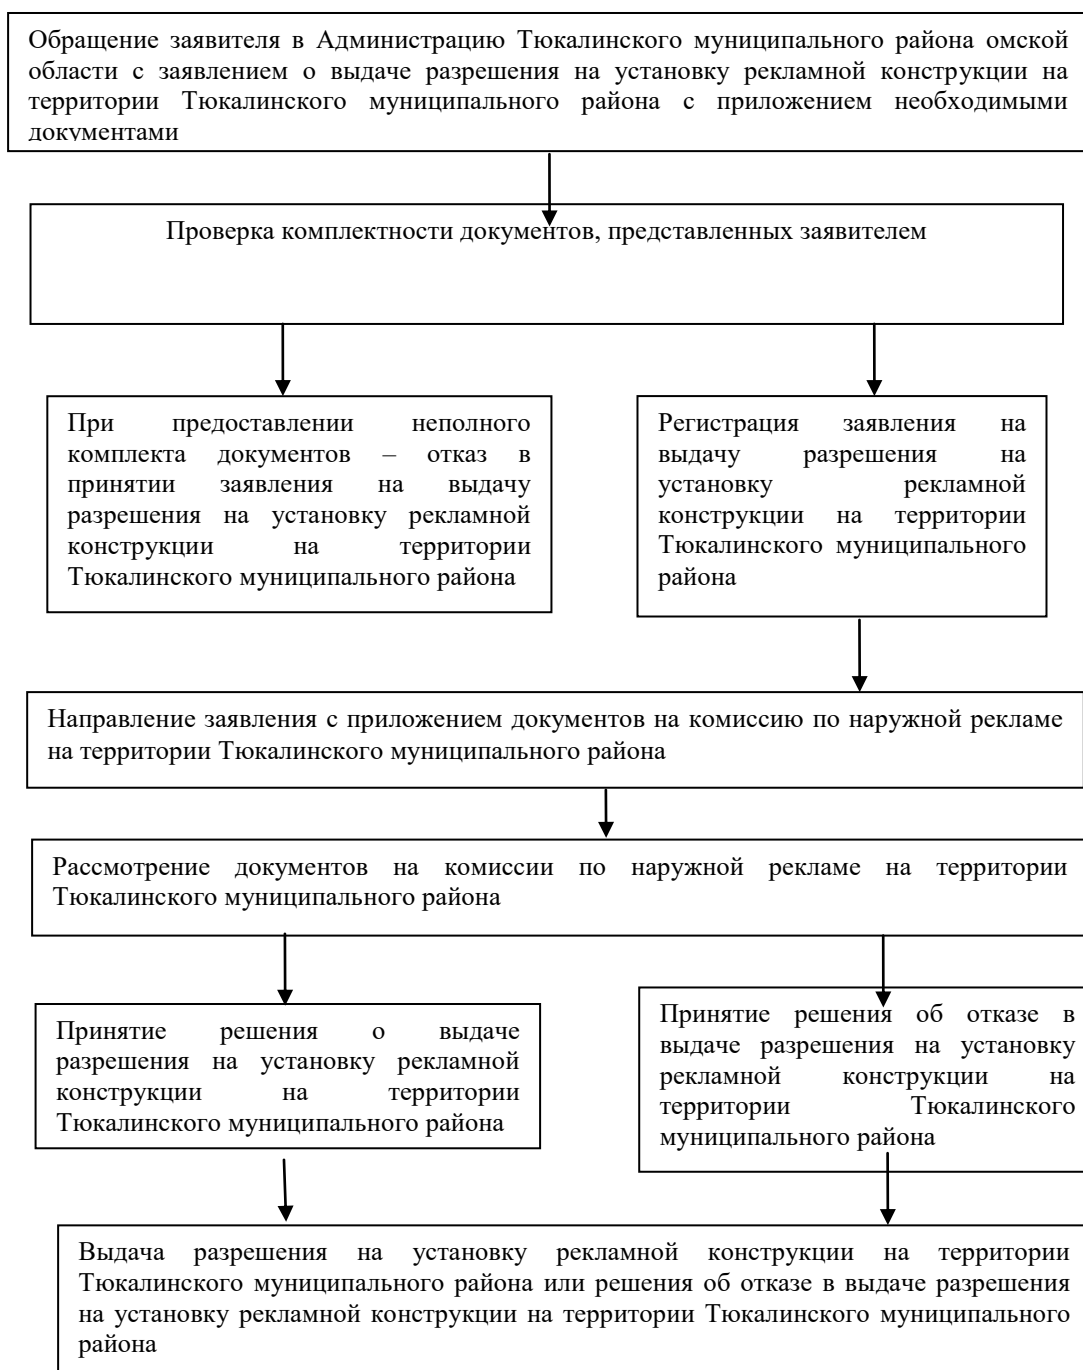 Обращение заявителя в Администрацию Тюкалинского муниципального района омской
области с заявлением о выдаче разрешения на установку рекламной конструкции на
территории Тюкалинского муниципального района с приложением необходимыми
документами
Проверка комплектности документов, представленных заявителем
При предоставлении неполного
комплекта документов – отказ в
принятии заявления на выдачу
разрешения на установку рекламной
конструкции на территории
Тюкалинского муниципального района
Регистрация заявления на
выдачу разрешения на
установку рекламной
конструкции на территории
Тюкалинского муниципального
района
Направление заявления с приложением документов на комиссию по наружной рекламе
на территории Тюкалинского муниципального района
Рассмотрение документов на комиссии по наружной рекламе на территории
Тюкалинского муниципального района
Принятие решения о выдаче
разрешения на установку рекламной
конструкции на территории
Тюкалинского муниципального района
Принятие решения об отказе в
выдаче разрешения на установку
рекламной конструкции на
территории Тюкалинского
муниципального района
Выдача разрешения на установку рекламной конструкции на территории
Тюкалинского муниципального района или решения об отказе в выдаче разрешения
на установку рекламной конструкции на территории Тюкалинского муниципального
района